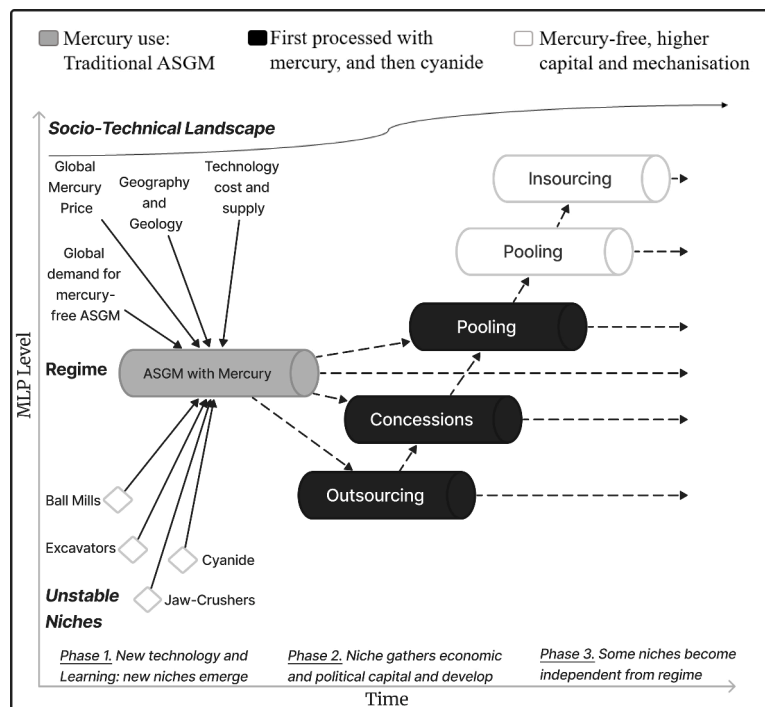 Mercury use:
Traditional ASGM
First processed with
mercury, and then cyanide
Mercury-free, higher
capital and mechanisation
Socio-Technical Landscape
Global
Mercury
Price
Geography
and
Geology
Technology
cost and
supply
Global
demand for
mercury-
free ASGM
Insourcing
Pooling
Pooling
MLP Level
Regime
ASGM with Mercury
Concessions
Outsourcing
Ball Mills
Excavators
Cyanide
Jaw-Crushers
Unstable
Niches
Phase 1. New technology and
Learning: new niches emerge
Phase 2. Niche gathers economic
and political capital and develop
Phase 3. Some niches become
independent from regime
Time